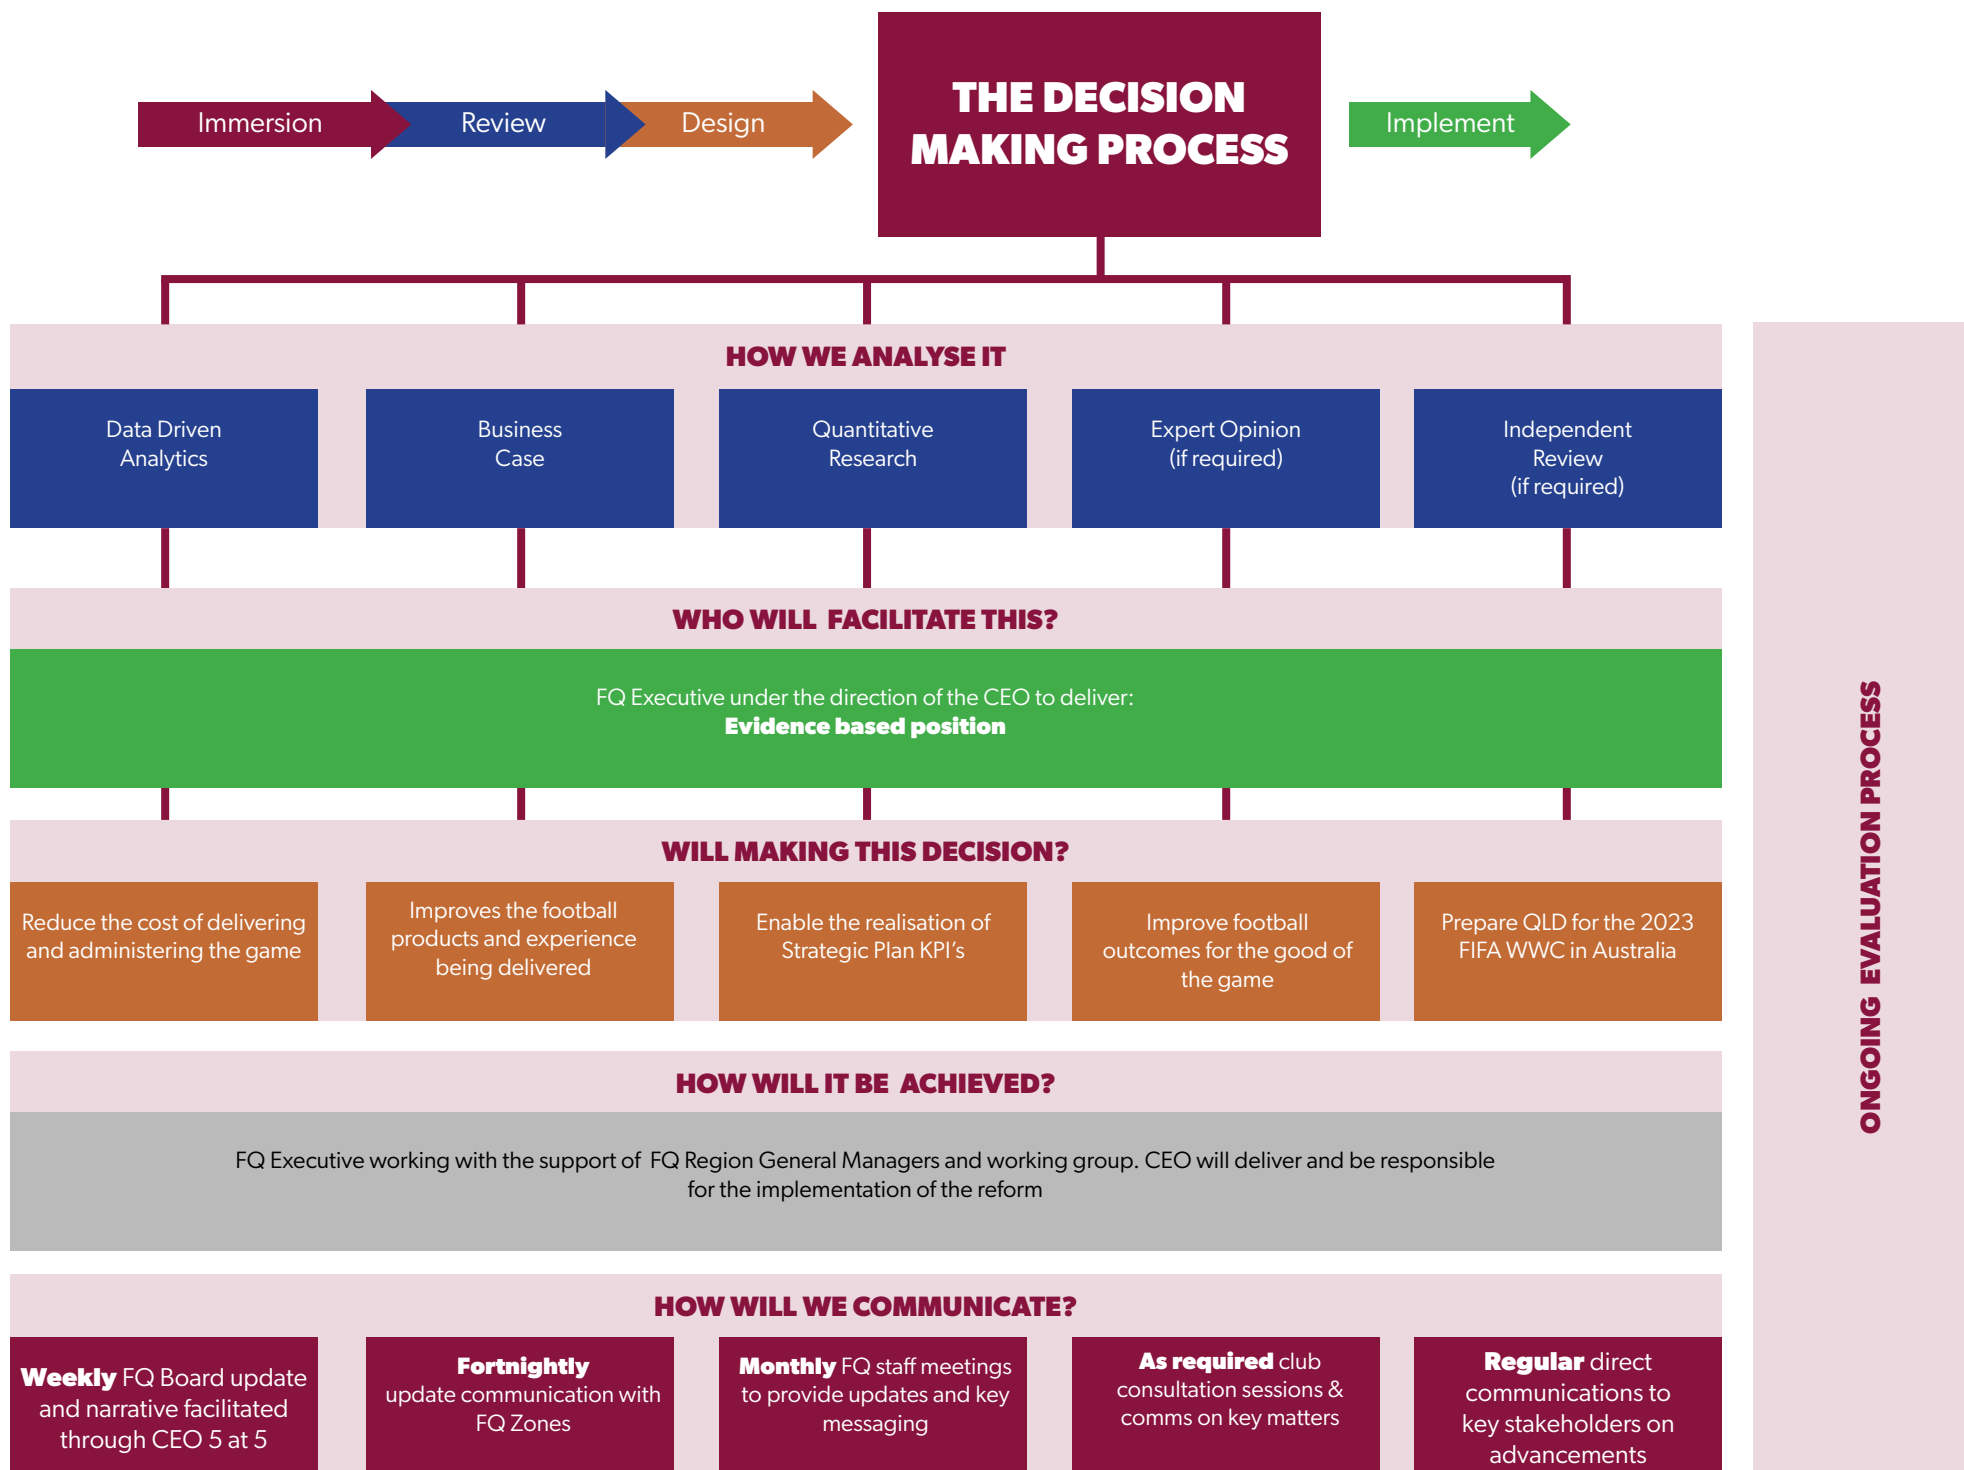 Immersion
Review
Design
THE DECISION
MAKING PROCESS
Implement
HOW WE ANALYSE IT
Data Driven
Analytics
Business
Case
Quantitative
Research
Expert Opinion
(if required)
Independent
Review
(if required)
WHO WILL FACILITATE THIS?
FQ Executive under the direction of the CEO to deliver:
Evidence based position
WILL MAKING THIS DECISION?
Reduce the cost of delivering
and administering the game
Improves the football
products and experience
being delivered
Enable the realisation of
Strategic Plan KPI's
Improve football
outcomes for the good of
the game
Prepare QLD for the 2023
FIFA WWC in Australia
HOW WILL IT BE ACHIEVED?
FQ Executive working with the support of FQ Region General Managers and working group. CEO will deliver and be responsible
for the implementation of the reform
HOW WILL WE COMMUNICATE?
Weekly FQ Board update
and narrative facilitated
through CEO 5 at 5
Fortnightly
update communication with
FQ Zones
Monthly FQ staff meetings
to provide updates and key
messaging
As required club
consultation sessions &
comms on key matters
Regular direct
communications to
key stakeholders on
advancements
ONGOING EVALUATION PROCESS